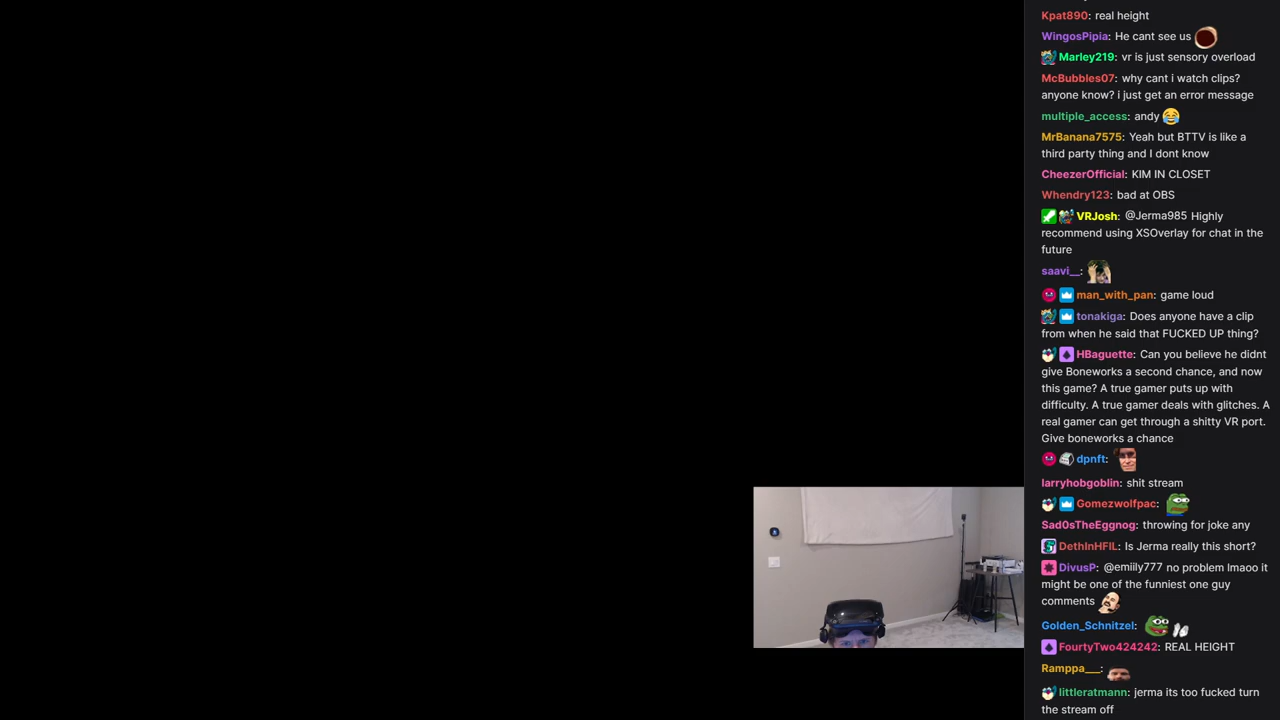 Kpat890: real height
WingosPipia: He cant see us
Marley219: vr is just sensory overload
McBubbles07: why cant i watch clips?
anyone know? i just get an error message
multiple_access: andy
MrBanana7575: Yeah but BTTV is like a
third party thing and I dont know
CheezerOfficial: KIM IN CLOSET
Whendry123: bad at OBS
VRJosh: @Jerma985 Highly
recommend using XSOverlay for chat in the
future
saavi__:
man_with_pan: game loud
tonakiga: Does anyone have a clip
from when he said that FUCKED UP thing?
HBaguette: Can you believe he didnt
give Boneworks a second chance, and now
this game? A true gamer puts up with
difficulty. A true gamer deals with glitches. A
real gamer can get through a shitty VR port.
Give boneworks a chance
dpnft:
larryhobgoblin: shit stream
Gomezwolfpac:
Sad0sTheEggnog: throwing for joke any
DethInHFIL: Is Jerma really this short?
DivusP: @emiily777 no problem lmaoo it
might be one of the funniest one guy
comments
Golden_Schnitzel:
FourtyTwo424242: REAL HEIGHT
Ramppa___:
littleratmann: jerma its too fucked turn
the stream off